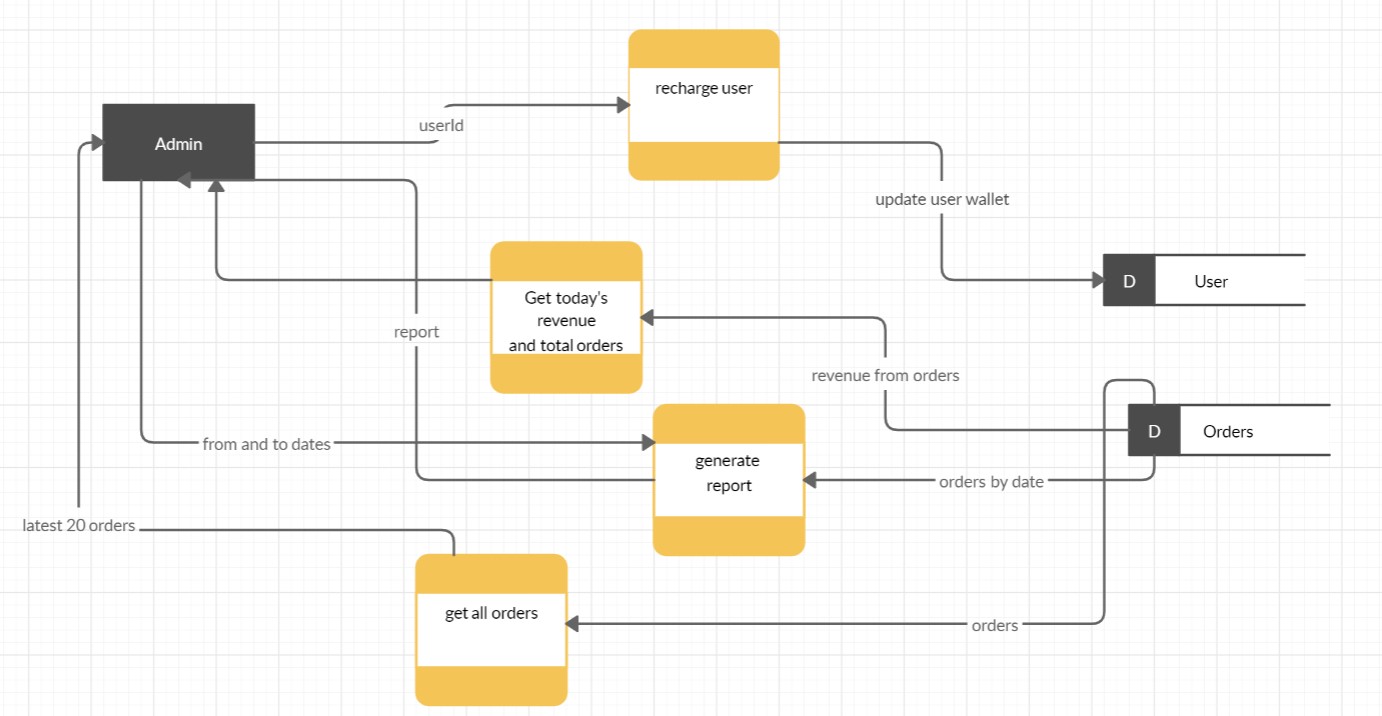 recharge user
userId
Admin
update user wallet
D
User
Get today's
revenue
and total orders
report
revenue from orders
D
Orders
from and to dates
generate
report
orders by date
latest 20 orders
get all orders
orders